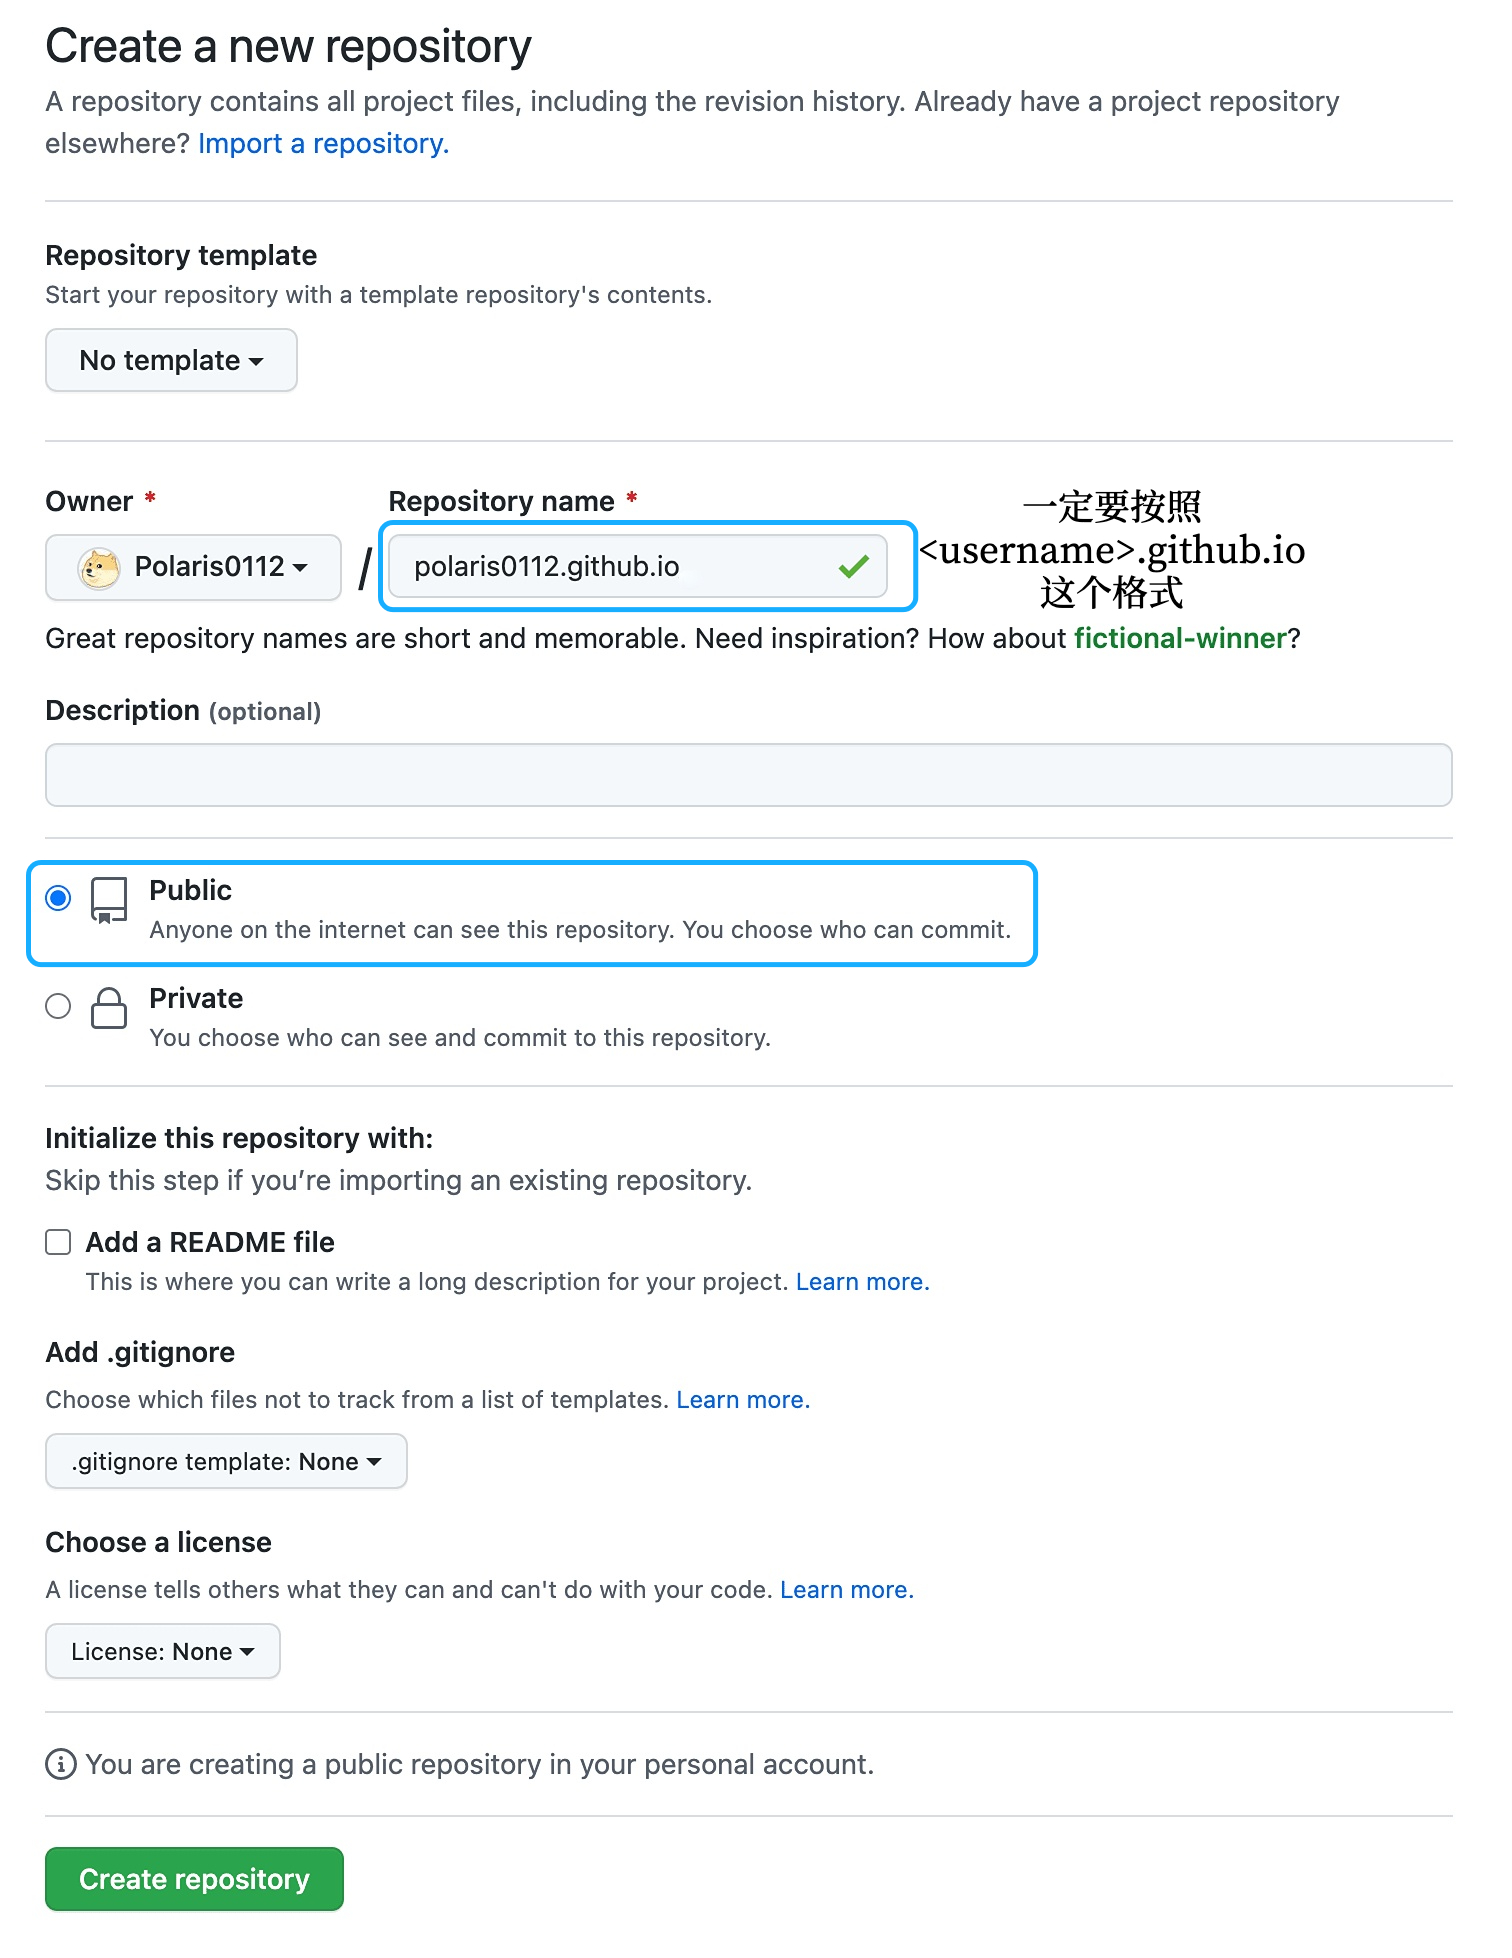 Create a new repository
A repository contains all project files, including the revision history. Already have a project repository
elsewhere? Import a repository.
Repository template
Start your repository with a template repository's contents.
No template
Owner *
Repository name *
Polaris0112
/
polaris0112.github.io
一定要按照
<username>.github.io
这个格式
Great repository names are short and memorable. Need inspiration? How about fictional-winner?
Description (optional)
Public
Anyone on the internet can see this repository. You choose who can commit.
Private
You choose who can see and commit to this repository.
Initialize this repository with:
Skip this step if you’re importing an existing repository.
Add a README file
This is where you can write a long description for your project. Learn more.
Add .gitignore
Choose which files not to track from a list of templates. Learn more.
.gitignore template: None
Choose a license
A license tells others what they can and can't do with your code. Learn more.
License: None
You are creating a public repository in your personal account.
Create repository